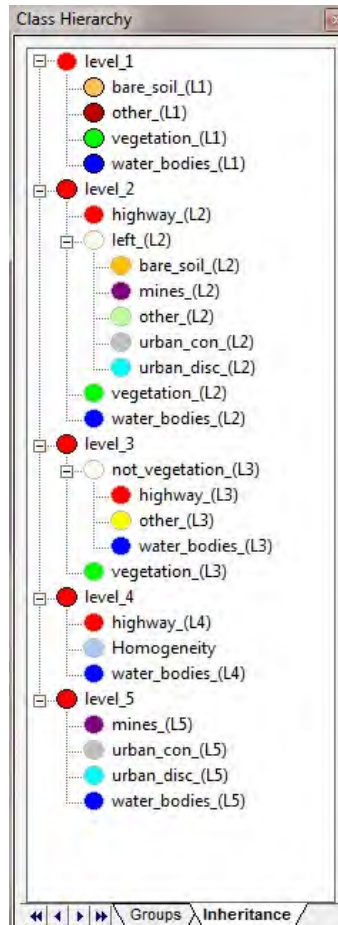 Class Hierarchy
level_1
bare_soil_(L1)
other_(L1)
vegetation_(L1)
water_bodies_(L1)
level_2
highway_(L2)
left_(L2)
bare_soil_(L2)
mines_(L2)
other_(L2)
urban_con_(L2)
urban_disc_(L2)
vegetation_(L2)
water_bodies_(L2)
level_3
not_vegetation_(L3)
highway_(L3)
other_(L3)
water_bodies_(L3)
vegetation_(L3)
level_4
highway_(L4)
Homogeneity
water_bodies_(L4)
level_5
mines_(L5)
urban_con_(L5)
urban_disc_(L5)
water_bodies_(L5)
Groups Inheritance